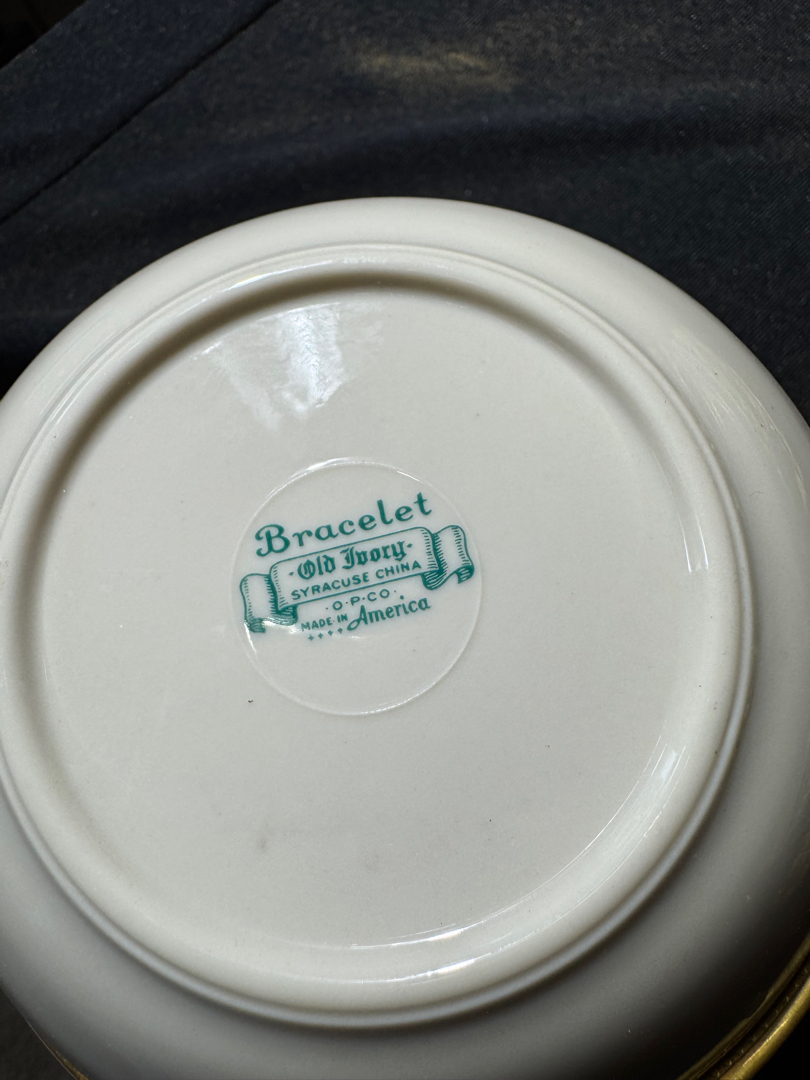 Bracelet
·Old Ivory·
SYRACUSE CHINA
·O·P·CO·
MADE·IN America